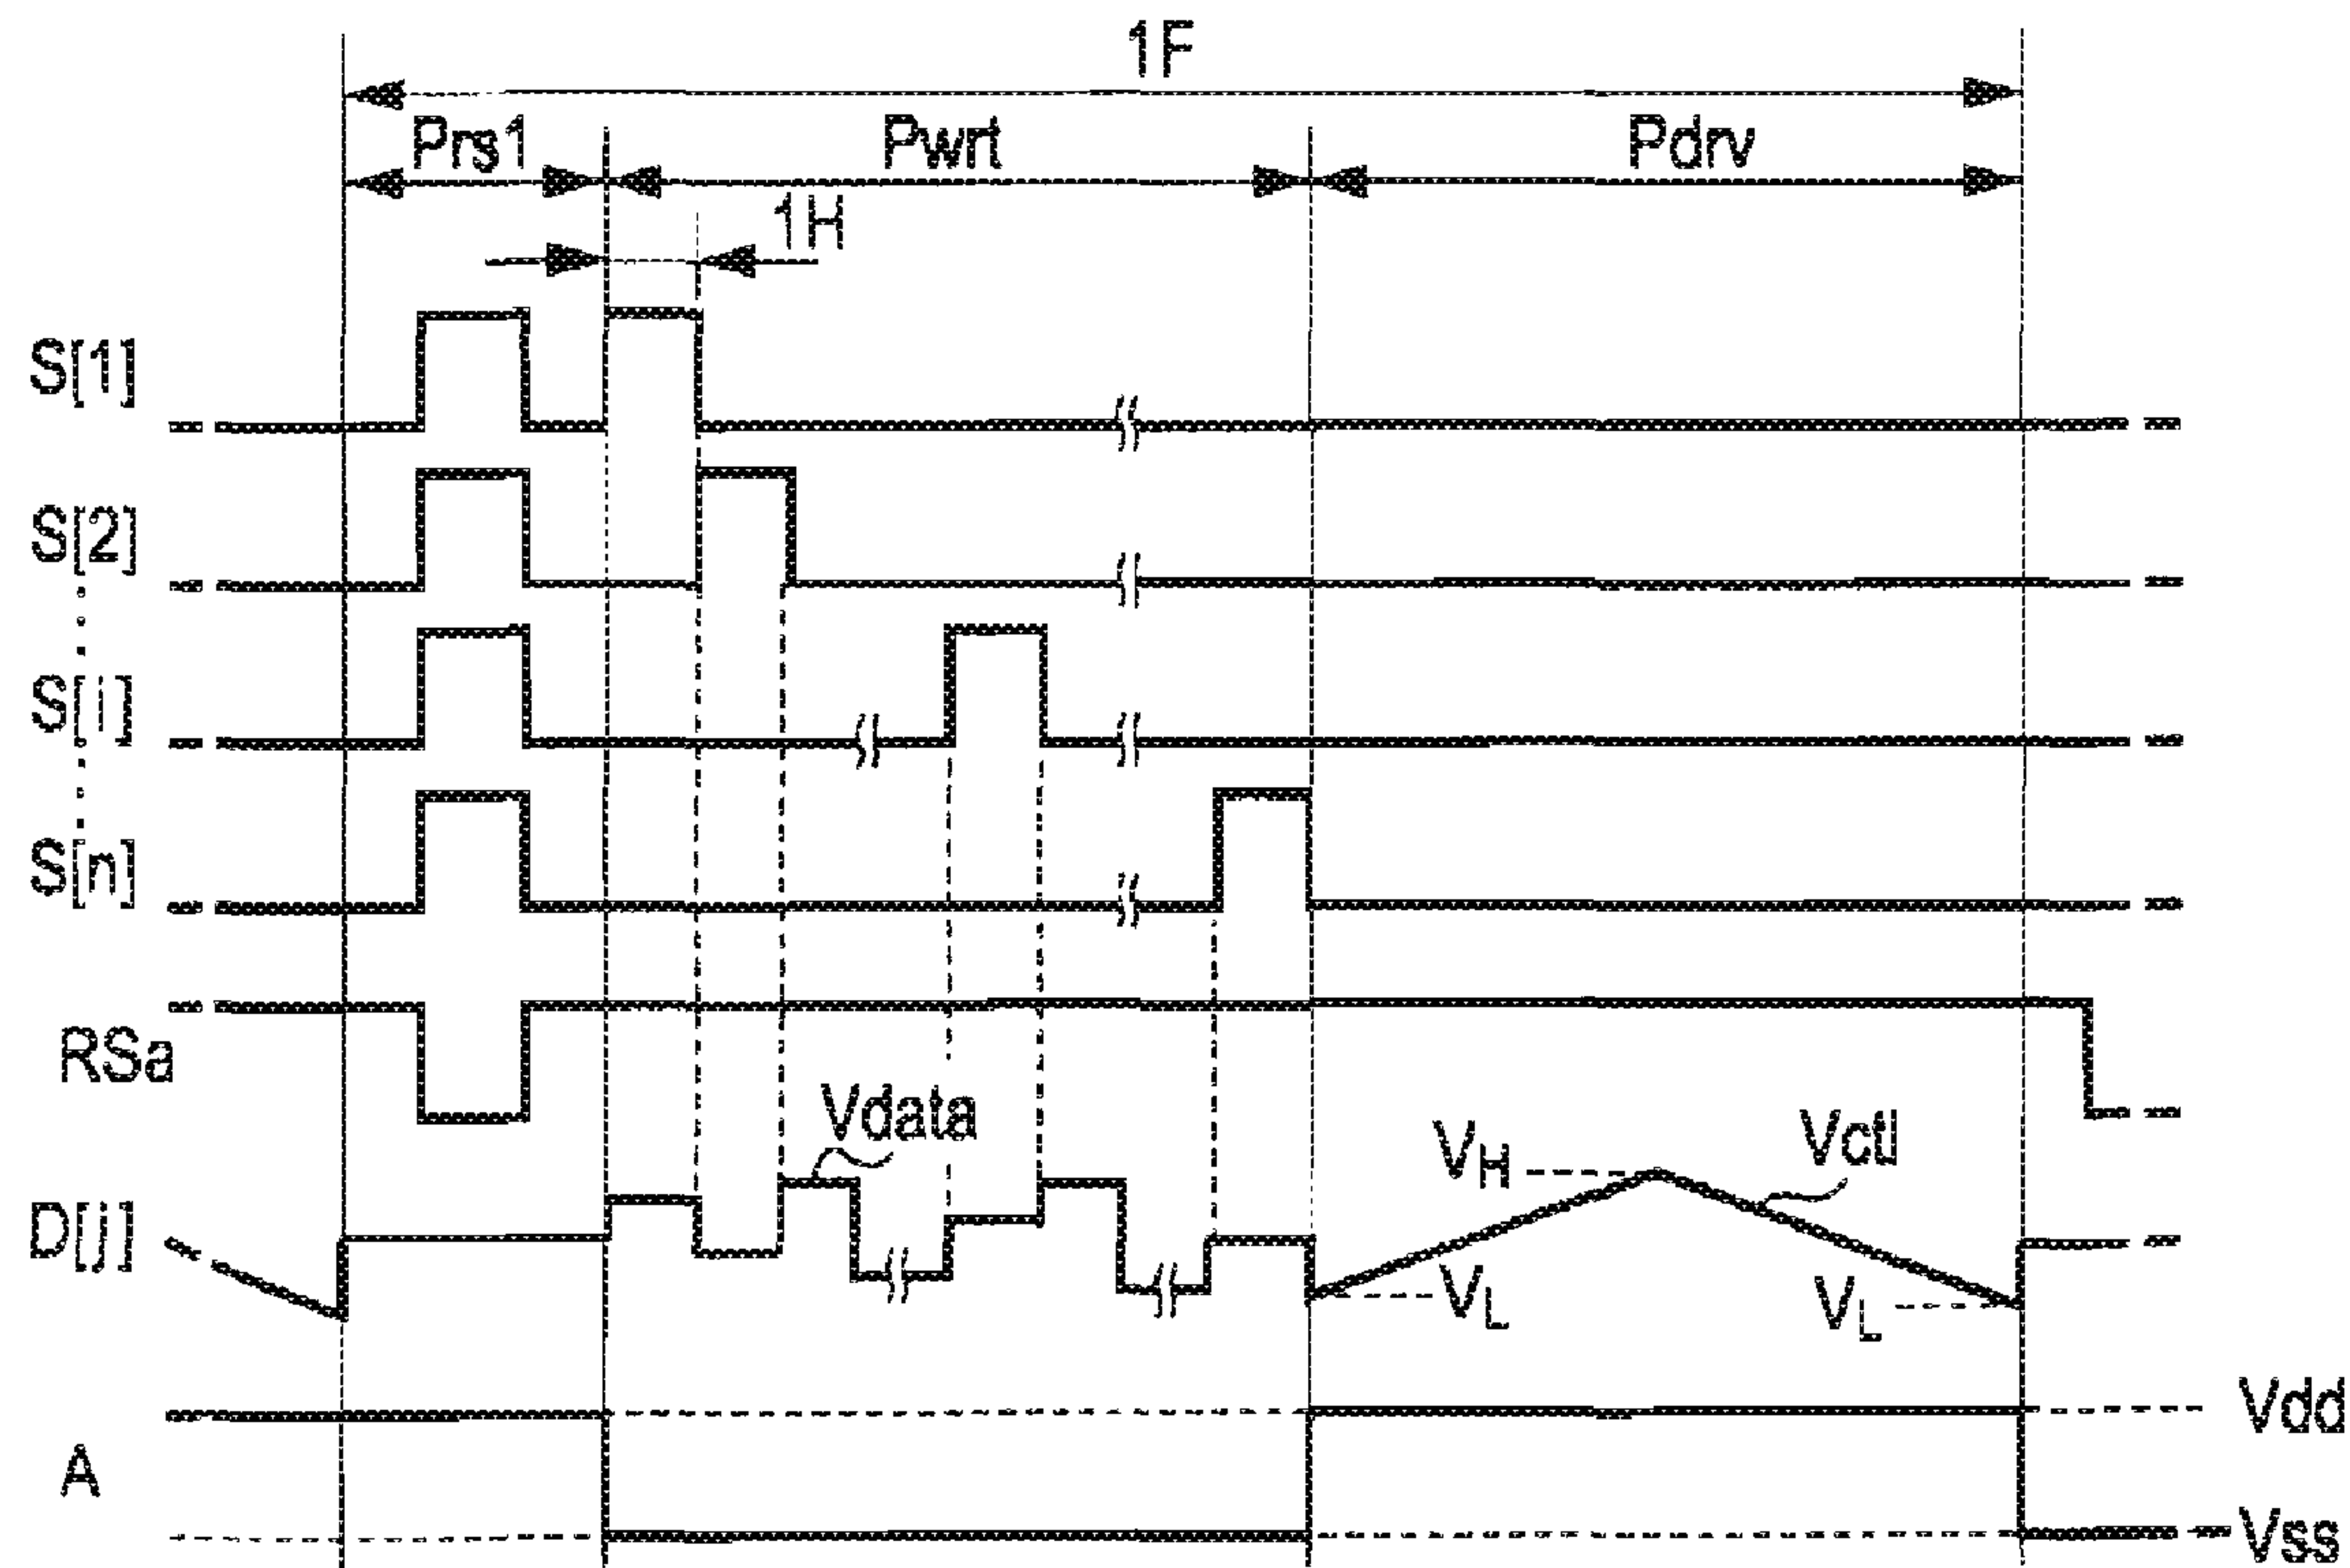 1F
Prs1 Pwrt Pdrv
1H
S[1]
S[2]
S[i]
S[n]
RSa
Vdata
VH Vctl
D[j]
VL VL
Vdd
A
Vss